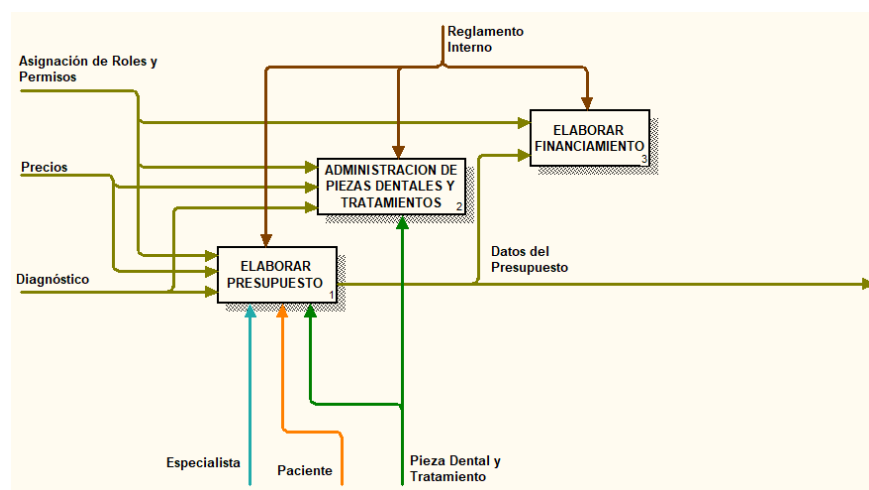 Reglamento
Interno
Asignación de Roles y
Permisos
ELABORAR
FINANCIAMIENTO
3
Precios
ADMINISTRACION DE
PIEZAS DENTALES Y
TRATAMIENTOS
2
Diagnóstico
ELABORAR
PRESUPUESTO
1
Datos del
Presupuesto
Especialista
Paciente
Pieza Dental y
Tratamiento